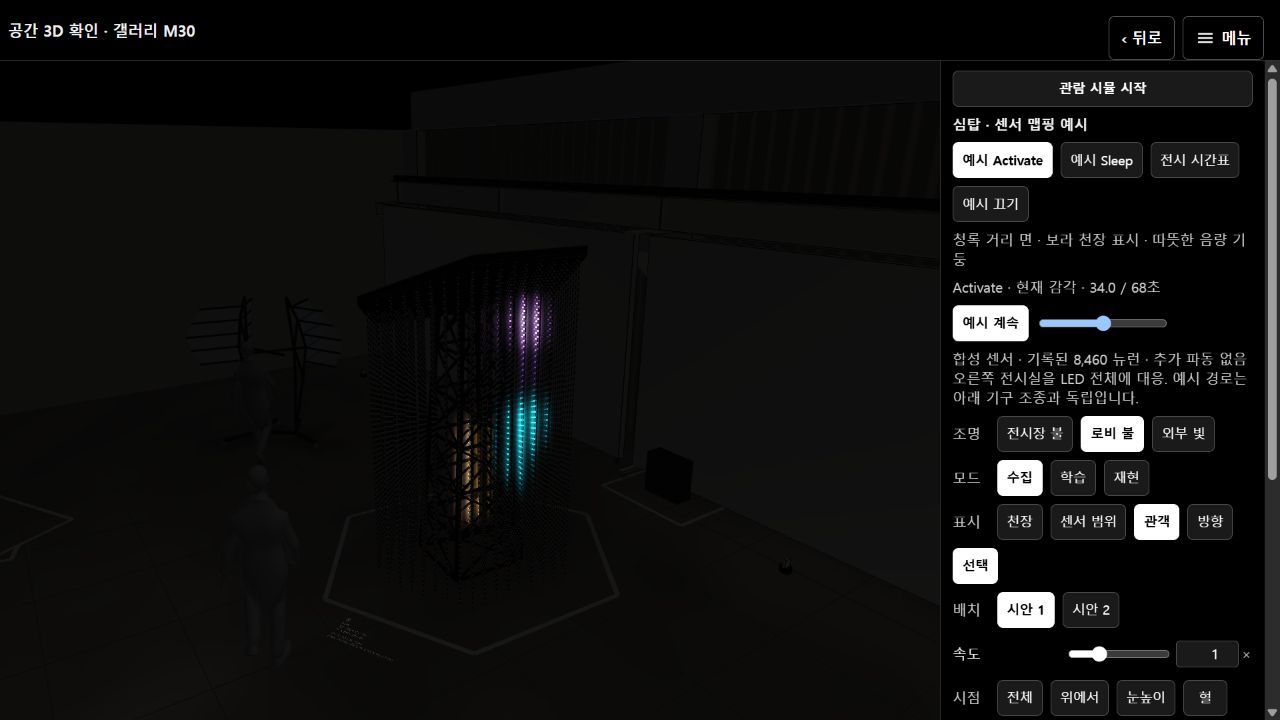 공간 3D 확인 · 갤러리 M30
‹ 뒤로
메뉴
관람 시뮬 시작
심탑 · 센서 맵핑 예시
예시 Activate
예시 Sleep
전시 시간표
예시 끄기
청록 거리 면 · 보라 천장 표시 · 따뜻한 음량 기
둥
Activate · 현재 감각 · 34.0 / 68초
예시 계속
합성 센서 · 기록된 8,460 뉴런 · 추가 파동 없음
오른쪽 전시실을 LED 전체에 대응. 예시 경로는
아래 기구 조종과 독립입니다.
조명 전시장 불 로비 불 외부 빛
모드 수집 학습 재현
표시 천장 센서 범위 관객 방향
선택
배치 시안 1 시안 2
속도 1 ×
시점 전체 위에서 눈높이 혈